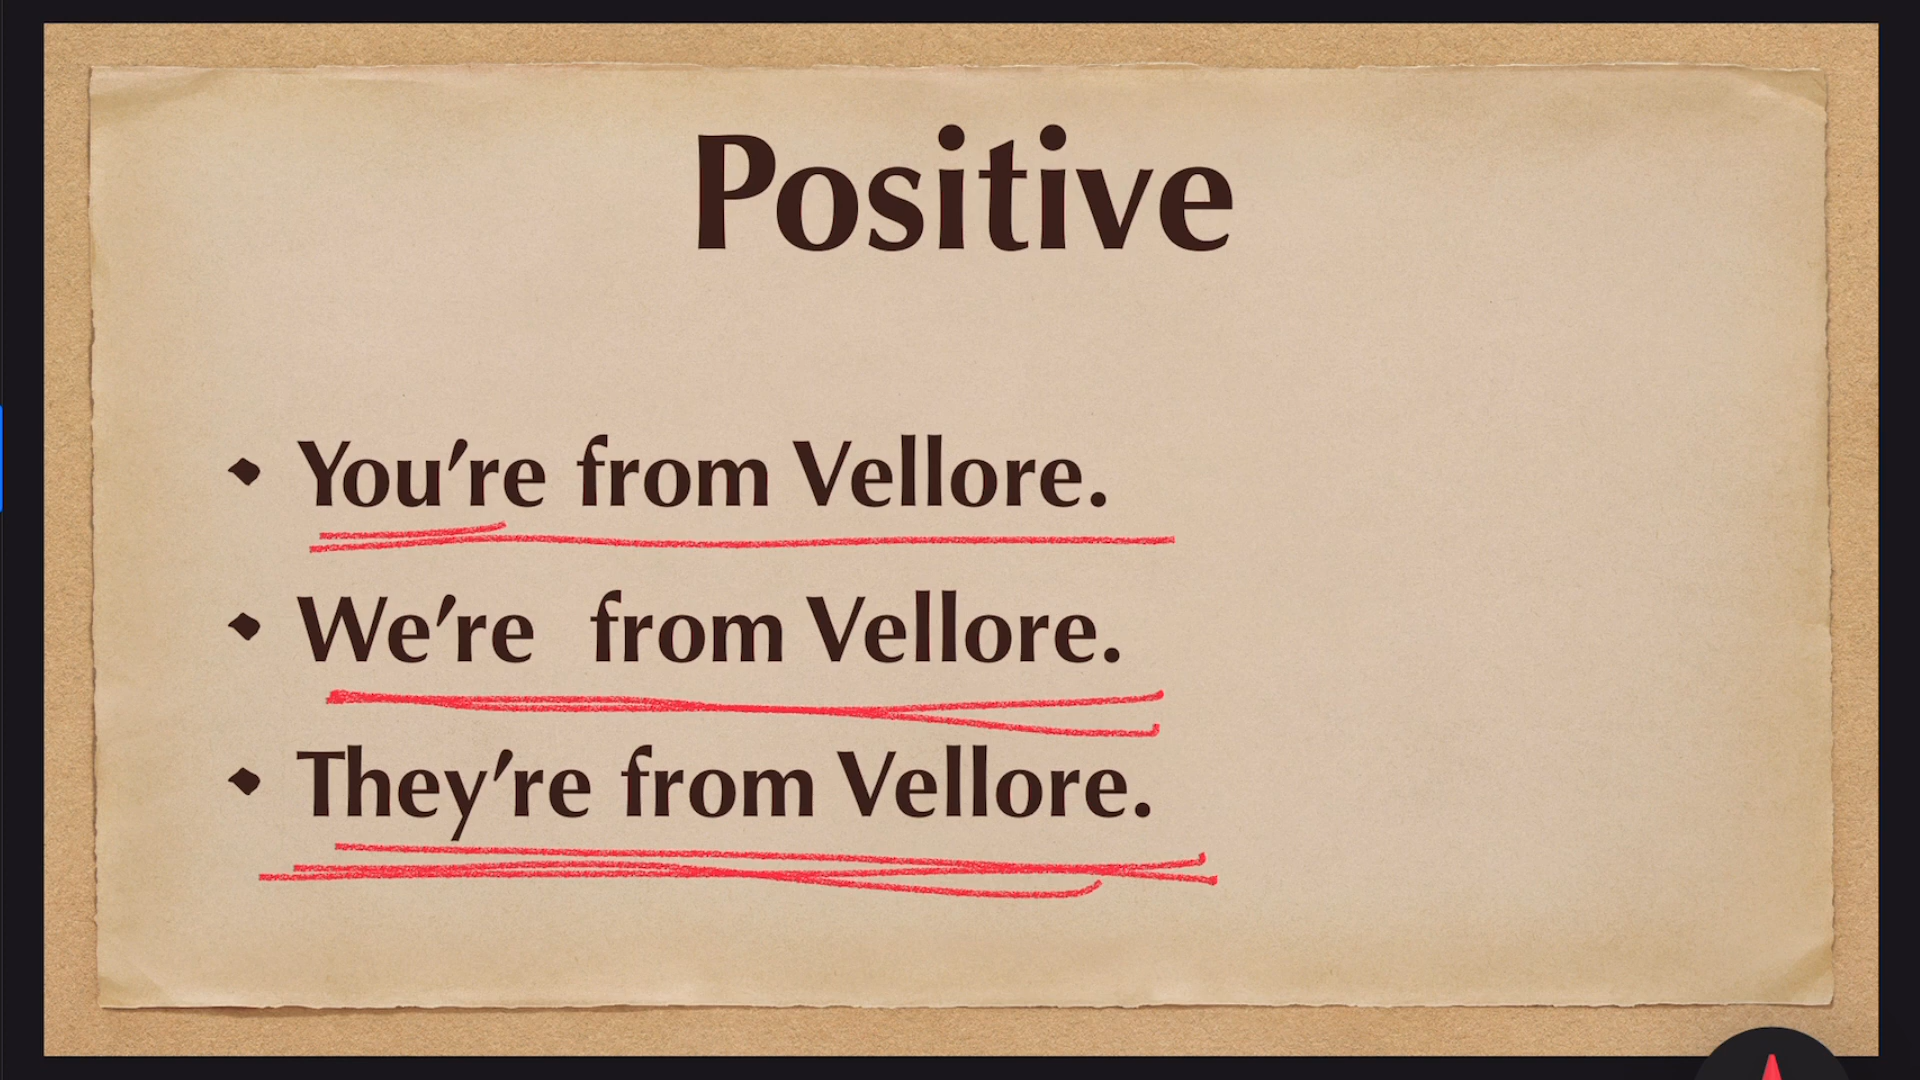 Positive
• You’re from Vellore.
• We’re from Vellore.
• They’re from Vellore.